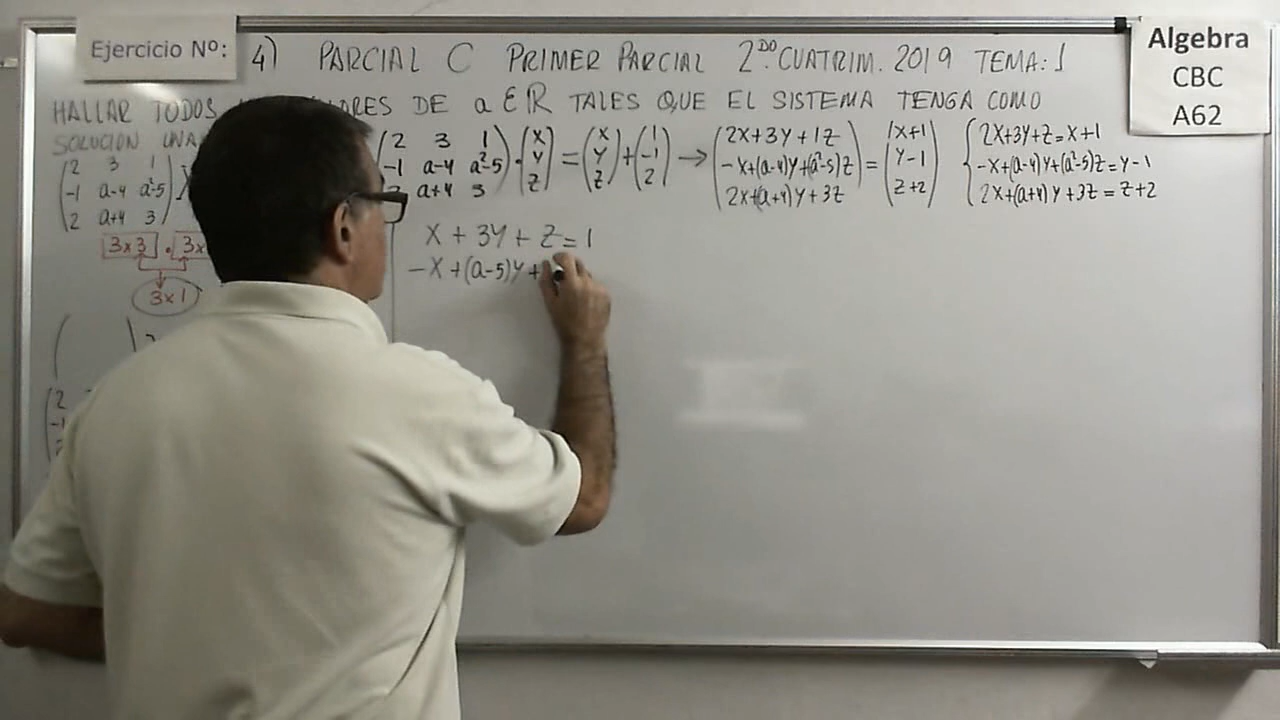 Ejercicio Nº:
4) PARCIAL C PRIMER PARCIAL 2DO. CUATRIM. 2019 TEMA: 1
Algebra
CBC
A62
HALLAR TODOS DE a ∈ ℝ TALES QUE EL SISTEMA TENGA COMO
SOLUCION
2 3 1
-1 a-4 a²-5
2 a+4 3
3x3 .
3x1
2 3 1 x x 1
-1 a-4 a²-5 . y = y + -1
a+4 3 z z 2
→
2x+3y+1z x+1
-x+(a-4)y+(a²-5)z = y-1
2x+(a+4)y+3z z+2
2x+3y+z=x+1
-x+(a-4)y+(a²-5)z=y-1
2x+(a+4)y+3z=z+2
x+3y+z=1
-x+(a-5)y+
( )
2
-1